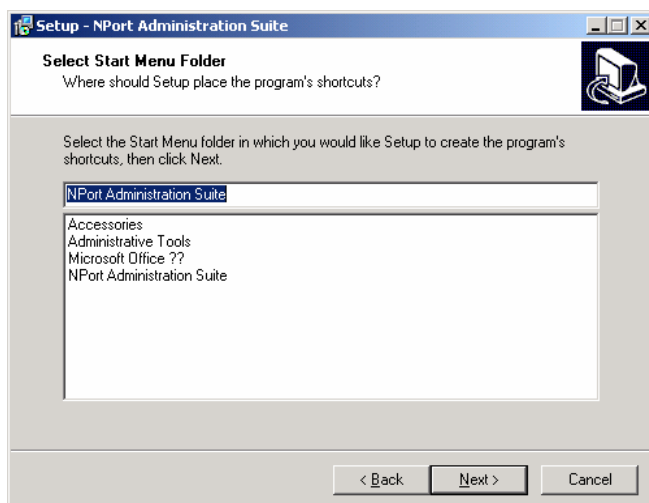 Setup - NPort Administration Suite
Select Start Menu Folder
Where should Setup place the program's shortcuts?
Select the Start Menu folder in which you would like Setup to create the program's
shortcuts, then click Next.
NPort Administration Suite
Accessories
Administrative Tools
Microsoft Office ??
NPort Administration Suite
< Back
Next >
Cancel